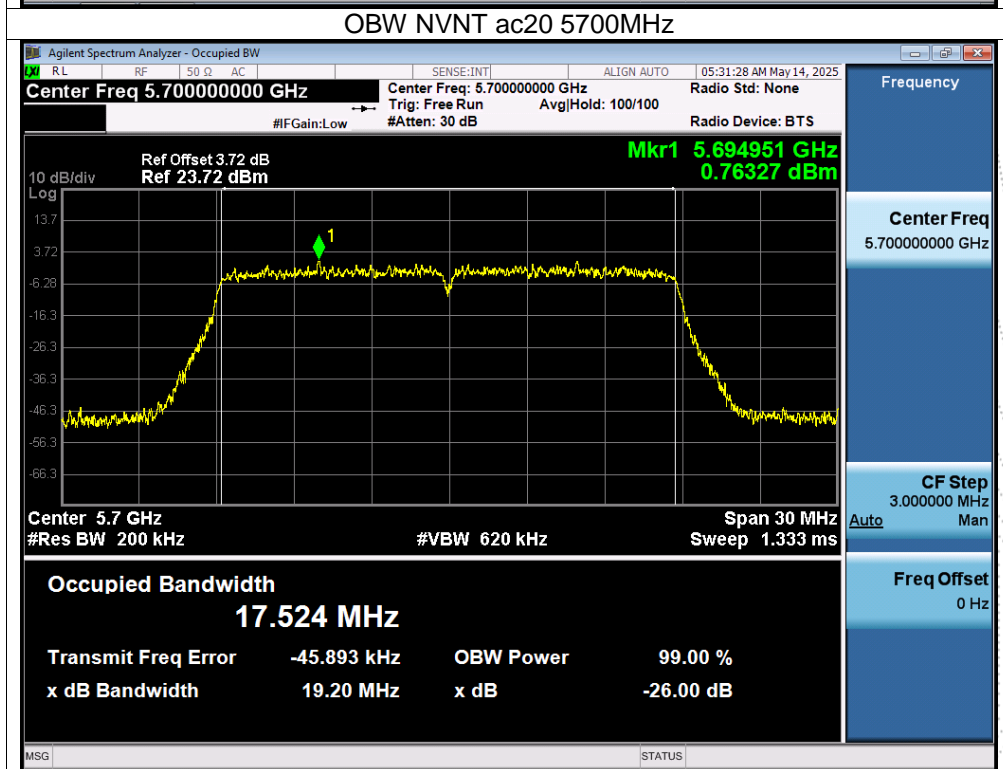 OBW NVNT ac20 5700MHz
Agilent Spectrum Analyzer - Occupied BW
LXI RL RF 50 Ω AC SENSE:INT ALIGN AUTO 05:31:28 AM May 14, 2025
Center Freq 5.700000000 GHz
Center Freq: 5.700000000 GHz Radio Std: None
Trig: Free Run Avg|Hold: 100/100
#IFGain:Low #Atten: 30 dB Radio Device: BTS
Frequency
Mkr1 5.694951 GHz
0.76327 dBm
Ref Offset 3.72 dB
10 dB/div Ref 23.72 dBm
Log
13.7
3.72
-6.28
-16.3
-26.3
-36.3
-46.3
-56.3
-66.3
1
Center 5.7 GHz Span 30 MHz
#Res BW 200 kHz #VBW 620 kHz Sweep 1.333 ms
Occupied Bandwidth
17.524 MHz
Transmit Freq Error -45.893 kHz OBW Power 99.00 %
x dB Bandwidth 19.20 MHz x dB -26.00 dB
Center Freq
5.700000000 GHz
CF Step
3.000000 MHz
Auto Man
Freq Offset
0 Hz
MSG STATUS